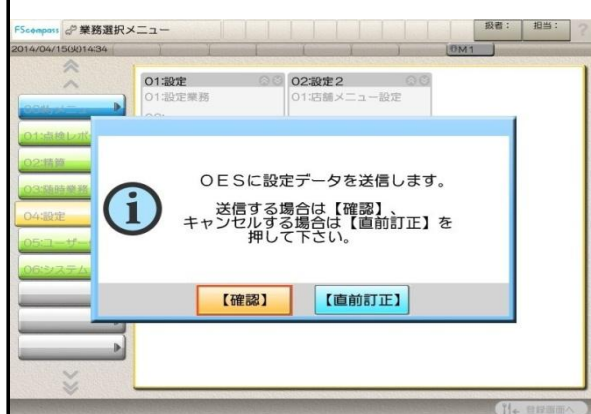 FScompass 業務選択メニュー
扱者： 担当：
?
2014/04/15(火)14:34
0M1
01:設定
02:設定2
01:設定業務
01:店舗メニュー設定
01:点検レポ
02:精算
03:随時業務
04:設定
05:ユーザー
06:システム
i
ＯＥＳに設定データを送信します。
送信する場合は【確認】、
キャンセルする場合は【直前訂正】を
押して下さい。
【確認】
【直前訂正】
登録画面へ